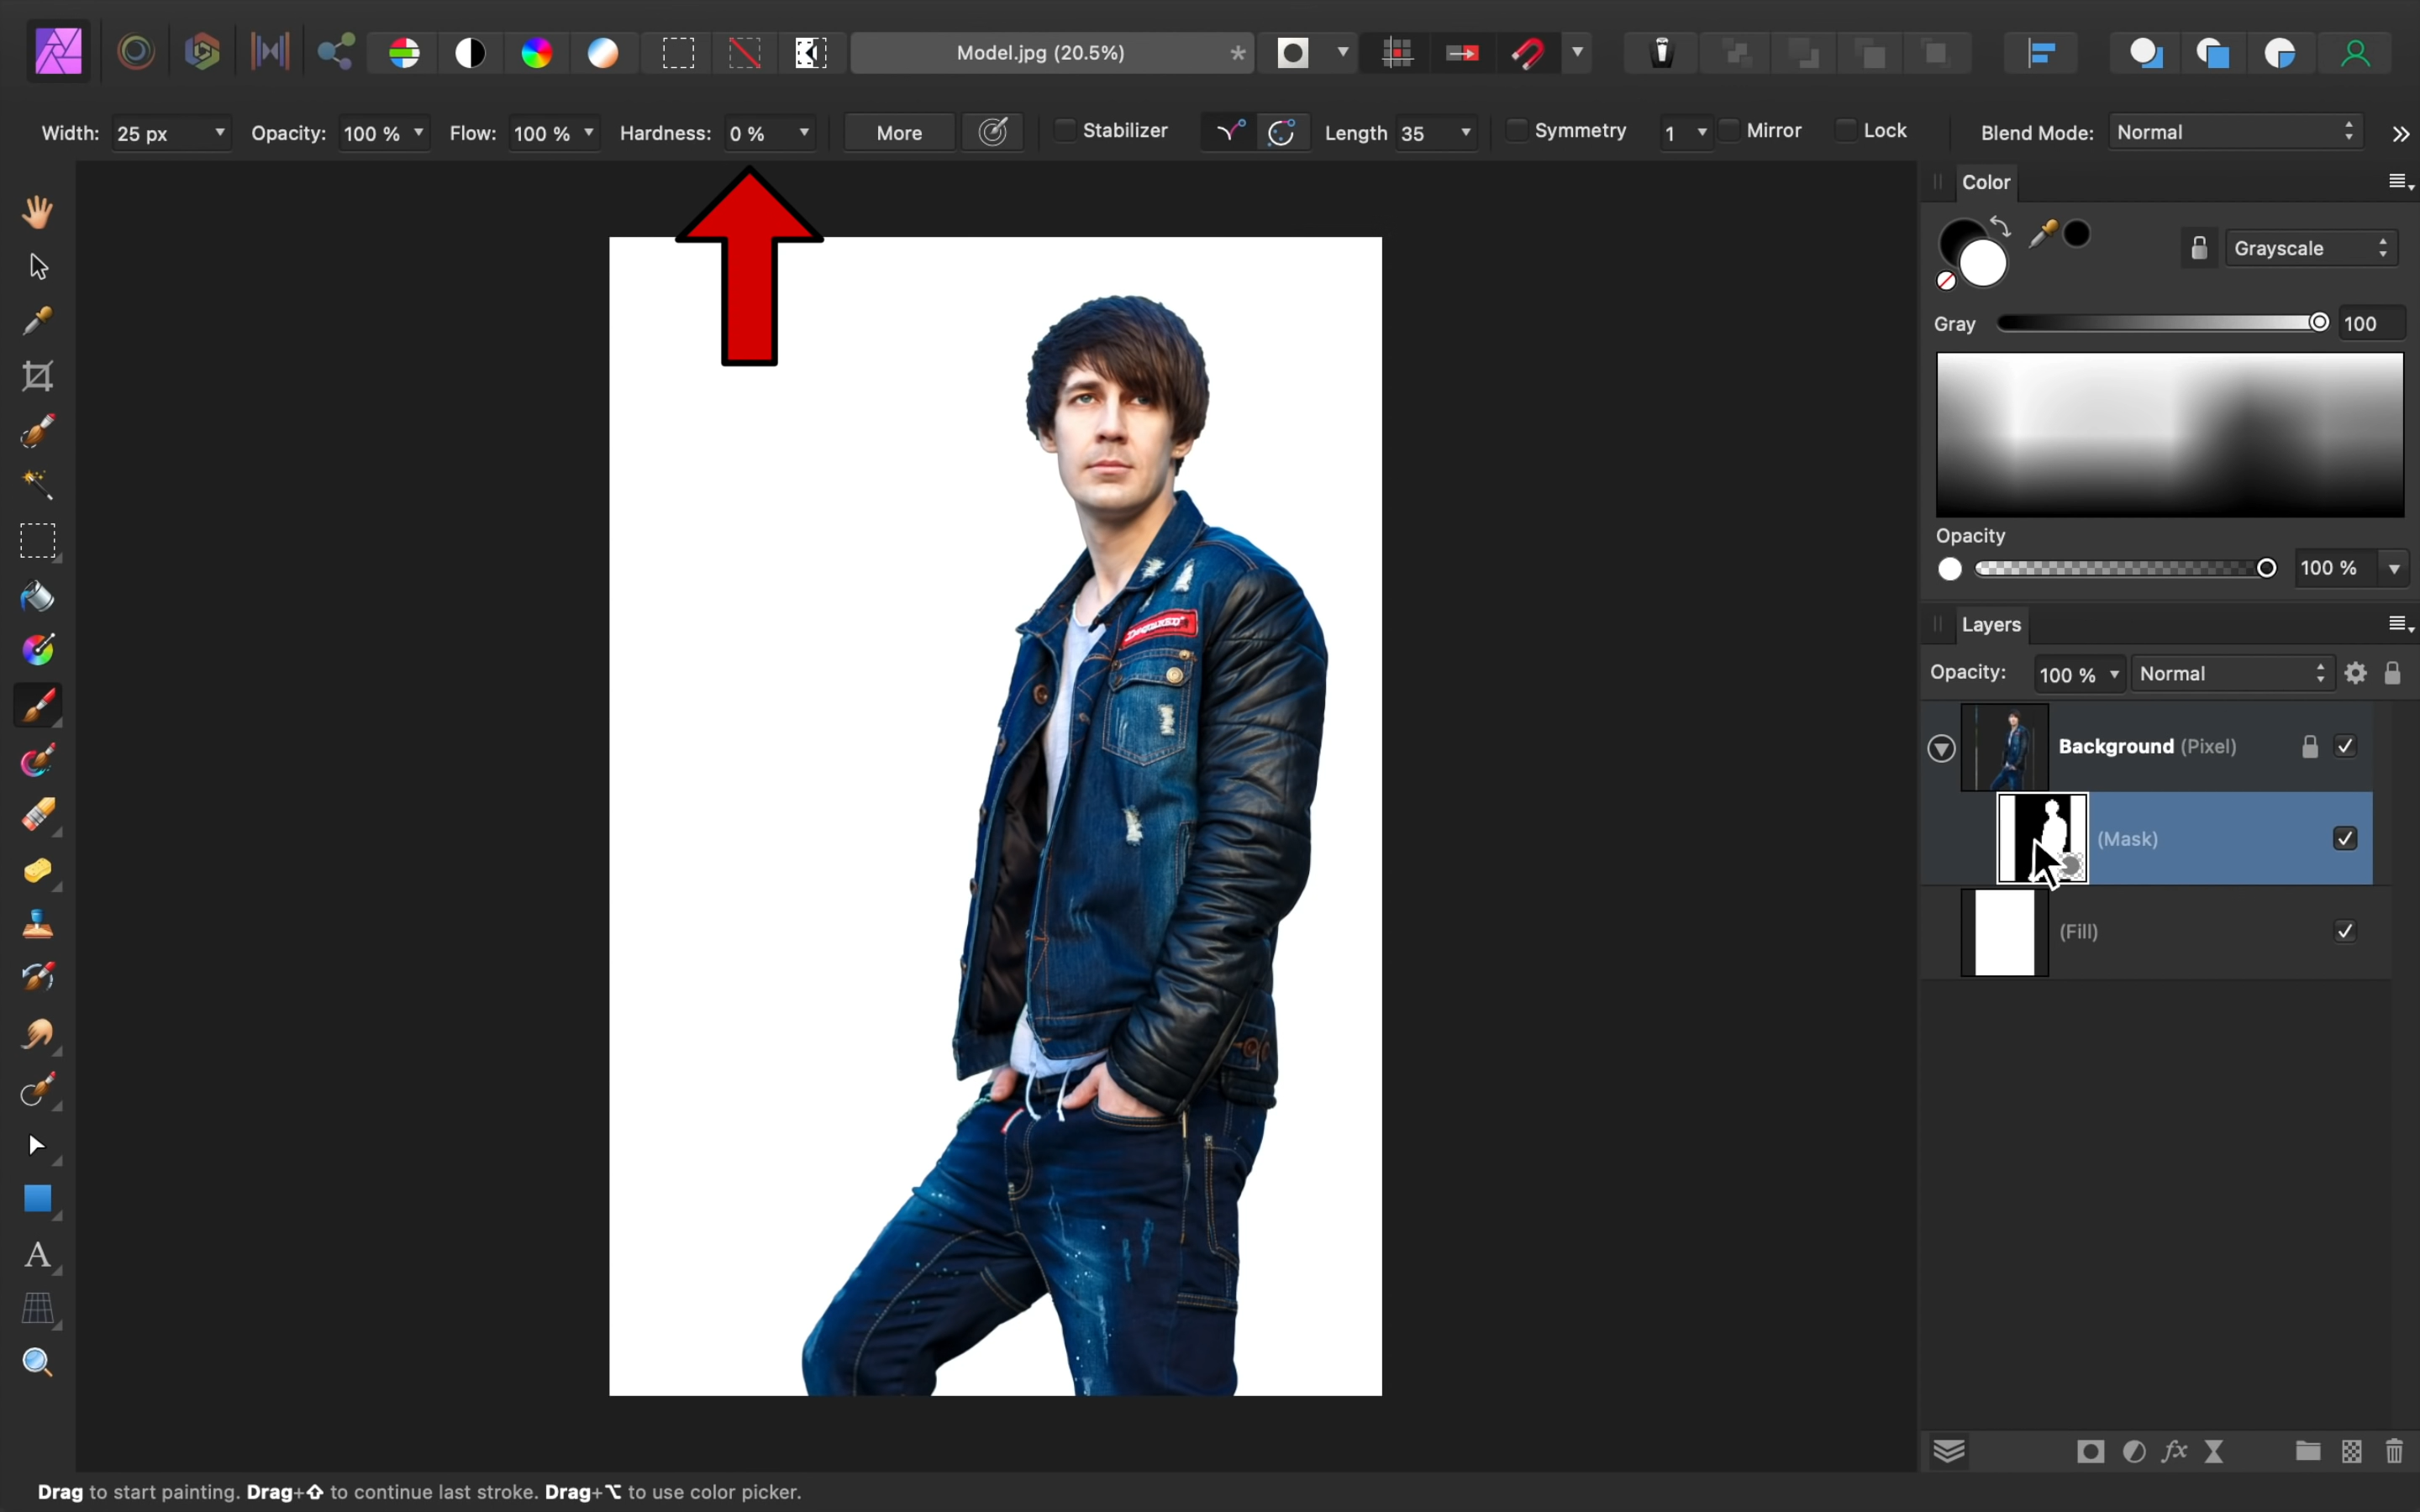 Model.jpg (20.5%) *
Width: 25 px Opacity: 100 % Flow: 100 % Hardness: 0 % More Stabilizer Length 35 Symmetry 1 Mirror Lock Blend Mode: Normal
Color
Grayscale
Gray 100
Opacity
100 %
Layers
Opacity: 100 % Normal
Background (Pixel)
(Mask)
(Fill)
A
fx
Drag to start painting. Drag+⇧ to continue last stroke. Drag+⌥ to use color picker.